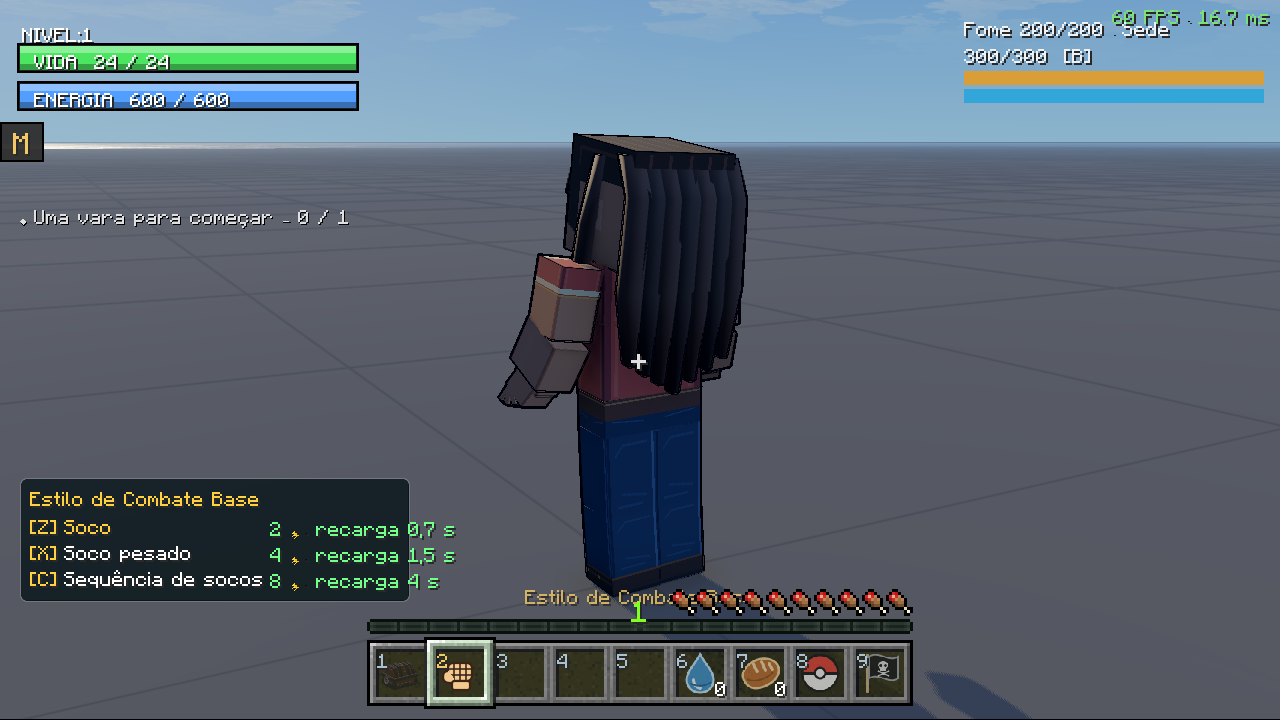 60 FPS · 16.7 ms
NIVEL:1
Fome 200/200 · Sede
300/300 [B]
VIDA 24 / 24
ENERGIA 600 / 600
M
Uma vara para começar - 0 / 1
Estilo de Combate Base
[Z] Soco 2 recarga 0,7 s
[X] Soco pesado 4 recarga 1,5 s
[C] Sequência de socos 8 recarga 4 s
Estilo de Comba
1
1 2 3 4 5 6 7 8 9
0 0